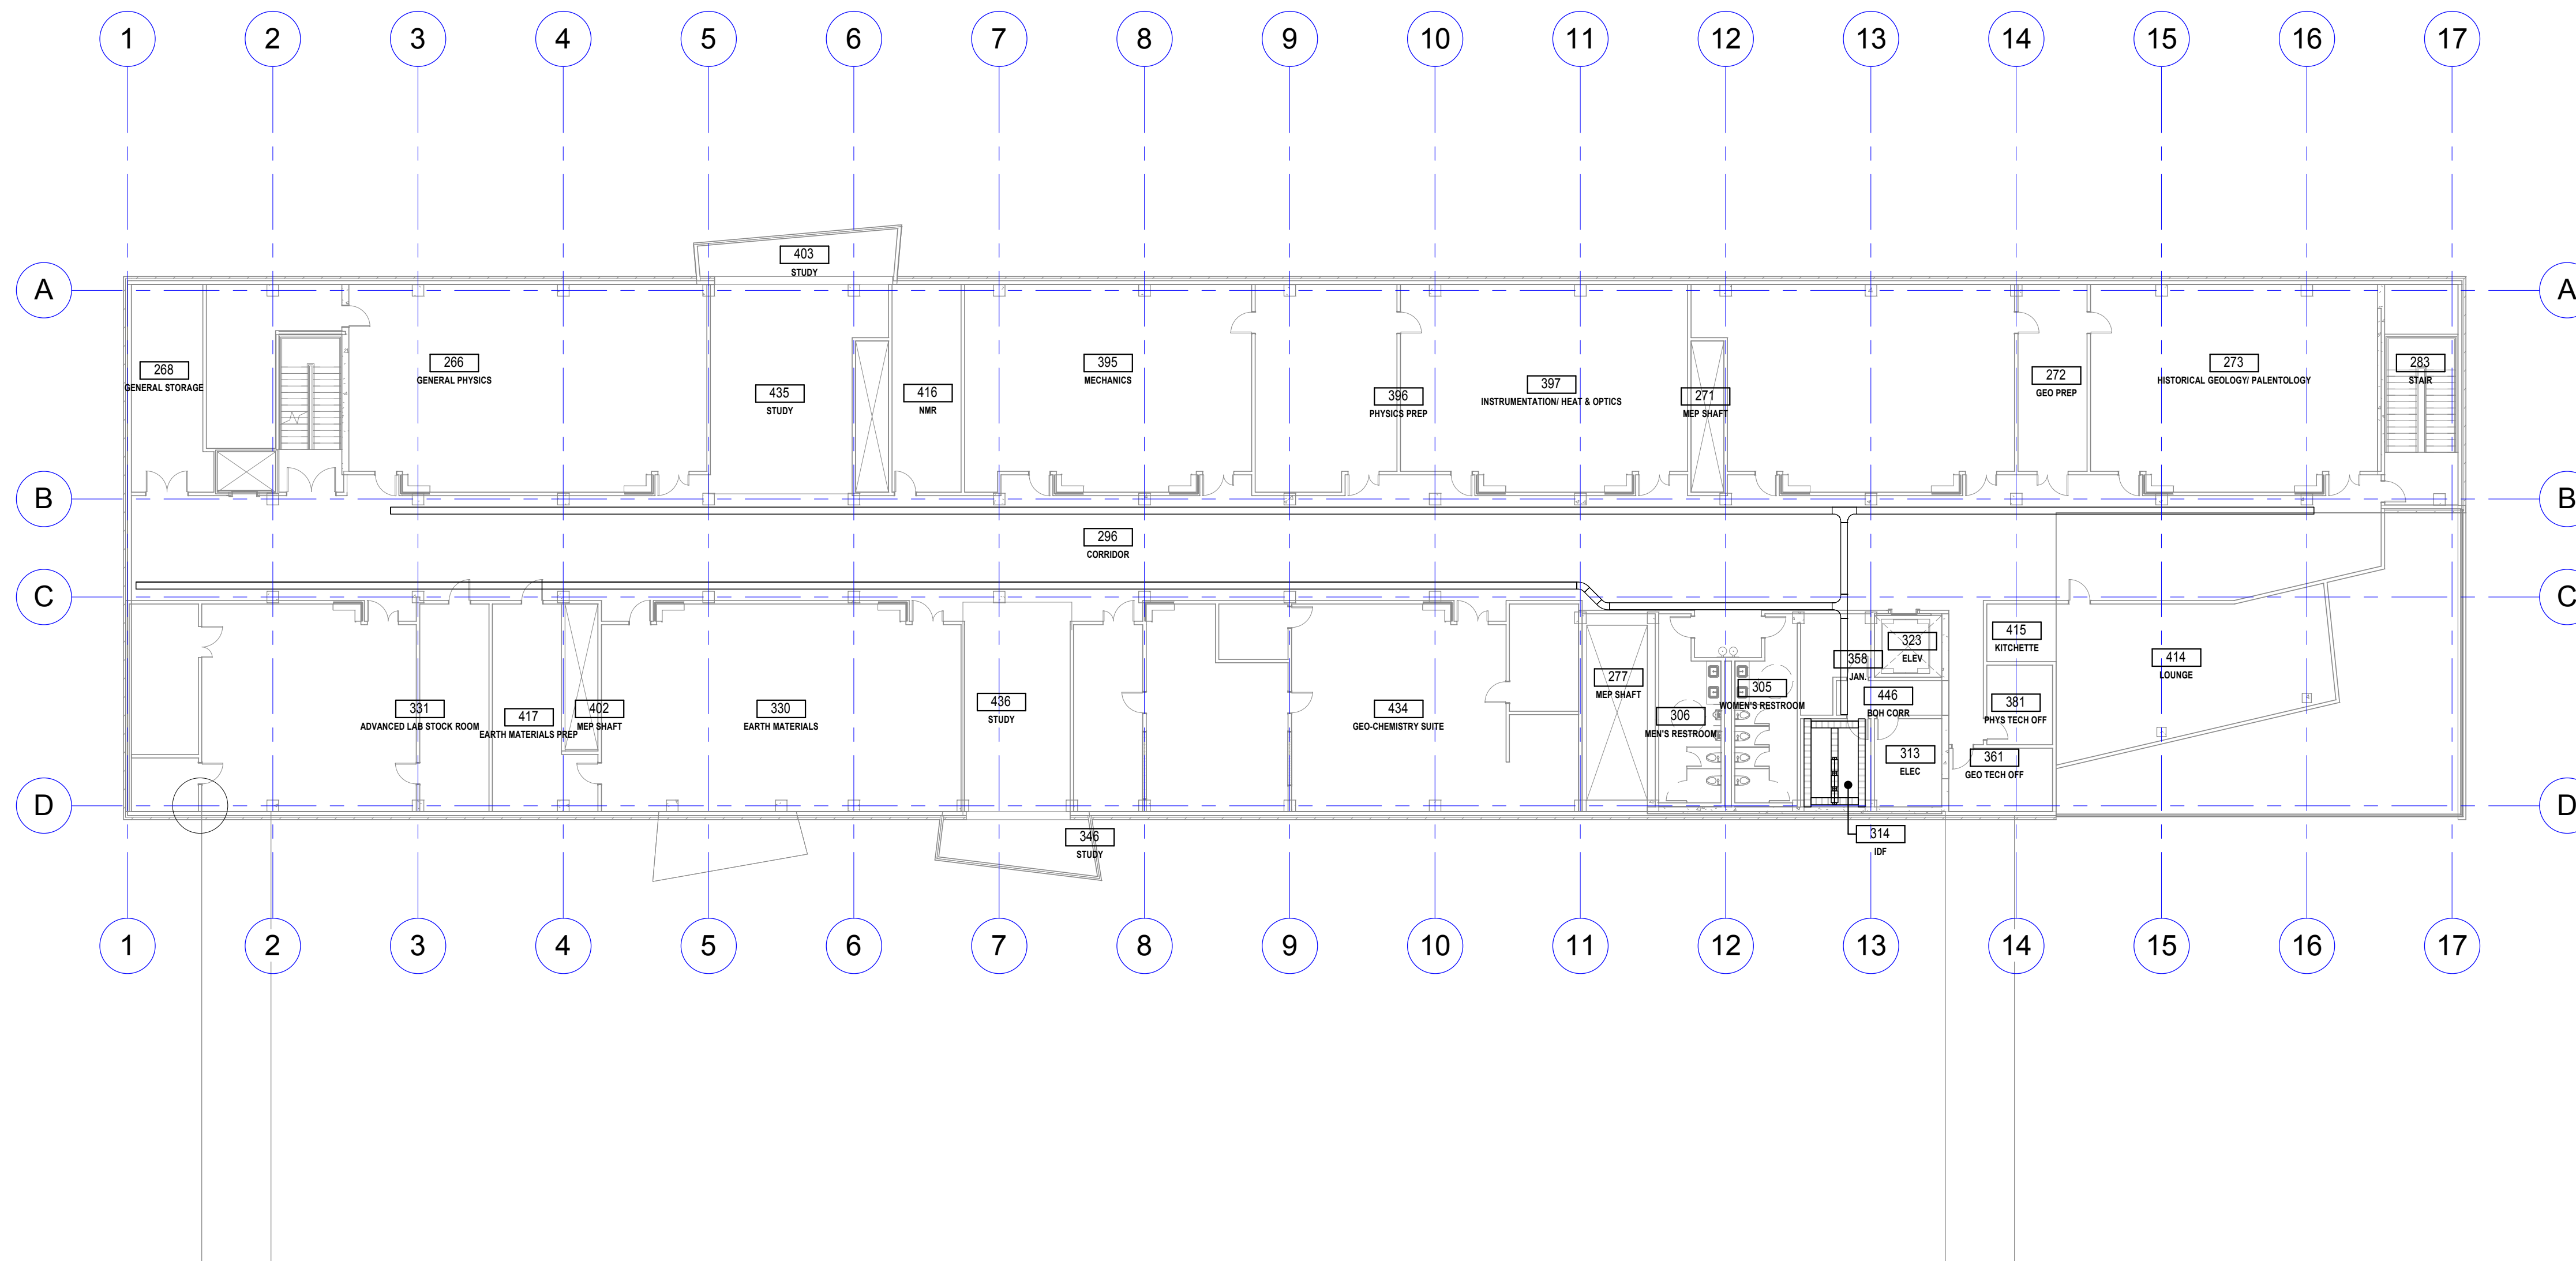 1 2 3 4 5 6 7 8 9 10 11 12 13 14 15 16 17
403
STUDY
A A
268
GENERAL STORAGE
266
GENERAL PHYSICS
435
STUDY
416
NMR
395
MECHANICS
396
PHYSICS PREP
397
INSTRUMENTATION/ HEAT & OPTICS
271
MEP SHAFT
272
GEO PREP
273
HISTORICAL GEOLOGY/ PALENTOLOGY
283
STAIR
B B
296
CORRIDOR
C C
331
ADVANCED LAB STOCK ROOM
417
EARTH MATERIALS PREP
402
MEP SHAFT
330
EARTH MATERIALS
436
STUDY
434
GEO-CHEMISTRY SUITE
277
MEP SHAFT
306
MEN'S RESTROOM
305
WOMEN'S RESTROOM
358
JAN.
323
ELEV
446
BOH CORR
313
ELEC
415
KITCHETTE
381
PHYS TECH OFF
361
GEO TECH OFF
414
LOUNGE
D D
346
STUDY
314
IDF
1 2 3 4 5 6 7 8 9 10 11 12 13 14 15 16 17